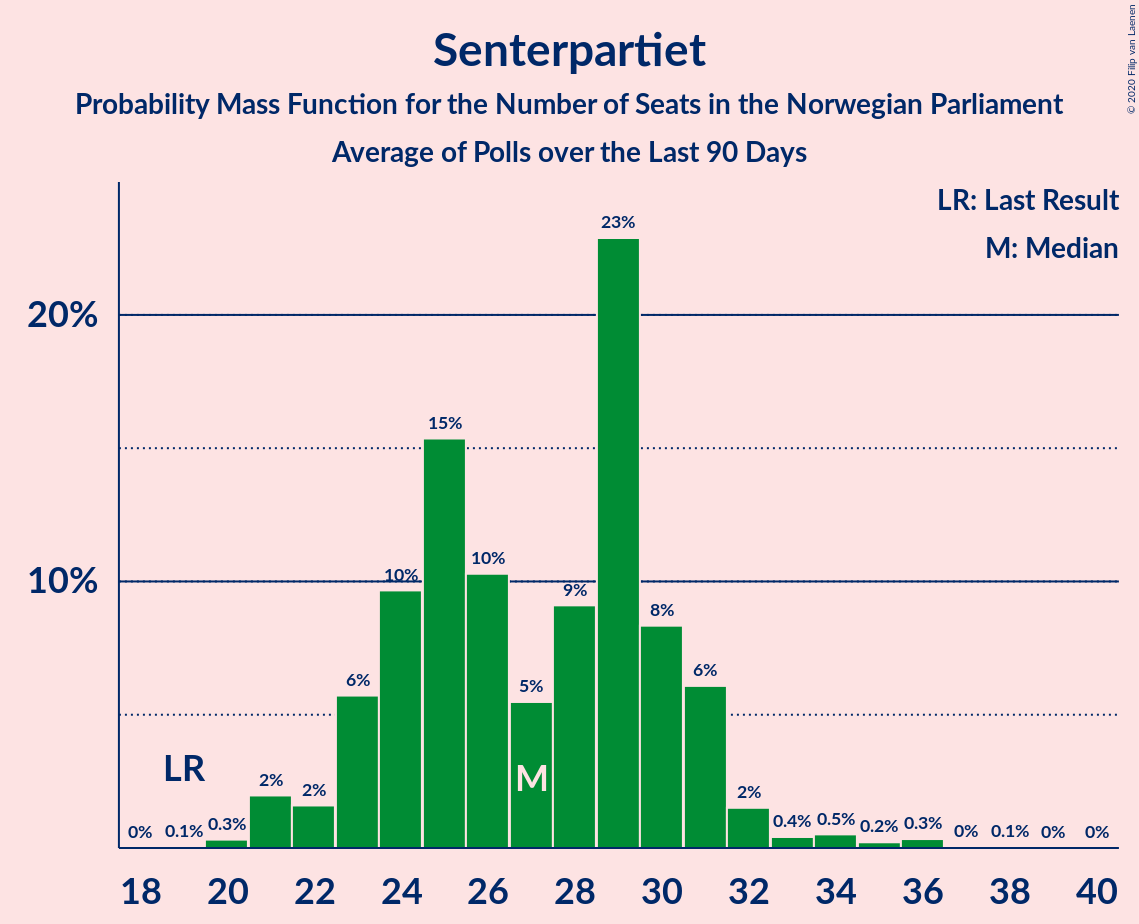 Senterpartiet
Probability Mass Function for the Number of Seats in the Norwegian Parliament
Average of Polls over the Last 90 Days
© 2020 Filip van Laenen
LR: Last Result
M: Median
23%
20%
15%
10%
10%
10%
9%
8%
6%
6%
5%
LR
M
2%
2%
2%
0% 0.1% 0.3% 0.4% 0.5% 0.2% 0.3% 0% 0.1% 0% 0%
18 20 22 24 26 28 30 32 34 36 38 40